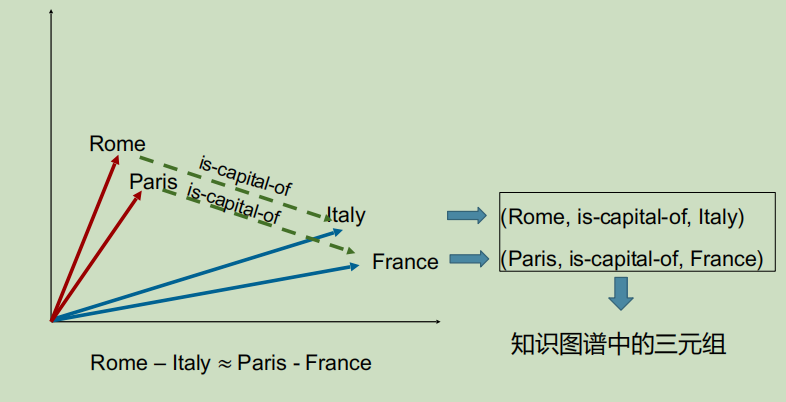 Rome
is-capital-of
Paris
is-capital-of
Italy
(Rome, is-capital-of, Italy)
France
(Paris, is-capital-of, France)
知识图谱中的三元组
Rome – Italy ≈ Paris - France